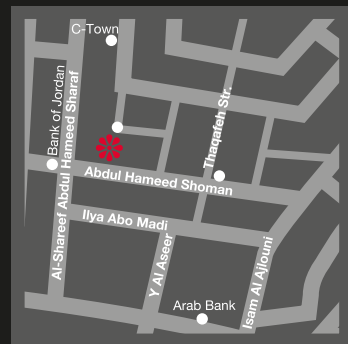 C-Town
Bank of Jordan
Al-Shareef Abdul Hameed Sharaf
Thaqafeh Str.
Abdul Hameed Shoman
Ilya Abo Madi
Y Al Aseer
Isam Al Ajlouni
Arab Bank